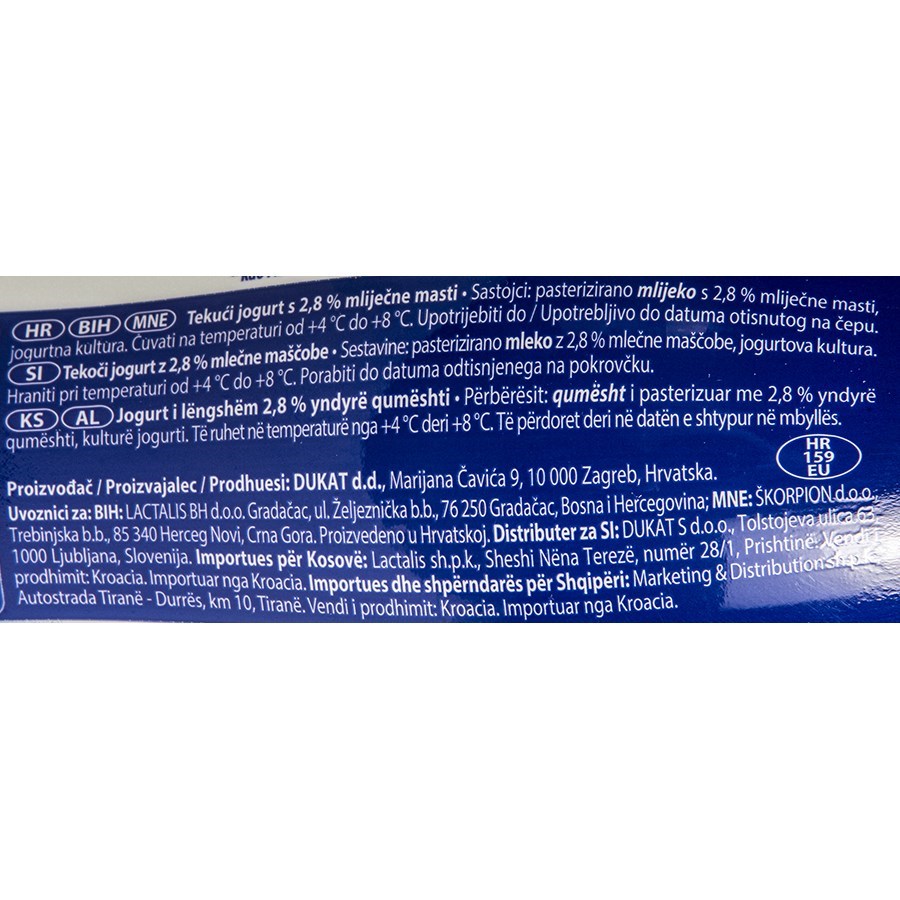 HR BIH MNE Tekući jogurt s 2,8 % mliječne masti • Sastojci: pasterizirano mlijeko s 2,8 % mliječne masti,
jogurtna kultura. Čuvati na temperaturi od +4 °C do +8 °C. Upotrijebiti do / Upotrebljivo do datuma otisnutog na čepu.
SI Tekoči jogurt z 2,8 % mlečne maščobe • Sestavine: pasterizirano mleko z 2,8 % mlečne maščobe, jogurtova kultura.
Hraniti pri temperaturi od +4 °C do +8 °C. Porabiti do datuma odtisnjenega na pokrovčku.
KS AL Jogurt i lëngshëm 2,8 % yndyrë qumështi • Përbërësit: qumësht i pasterizuar me 2,8 % yndyrë
qumështi, kulturë jogurti. Të ruhet në temperaturë nga +4 °C deri +8 °C. Të përdoret deri në datën e shtypur në mbyllës.
HR
159
EU
Proizvođač / Proizvajalec / Prodhuesi: DUKAT d.d., Marijana Čavića 9, 10 000 Zagreb, Hrvatska.
Uvoznici za: BIH: LACTALIS BH d.o.o. Gradačac, ul. Željeznička b.b., 76 250 Gradačac, Bosna i Hercegovina; MNE: ŠKORPION d.o.o.,
Trebinjska b.b., 85 340 Herceg Novi, Crna Gora. Proizvedeno u Hrvatskoj. Distributer za SI: DUKAT S d.o.o., Tolstojeva ulica 63,
1000 Ljubljana, Slovenija. Importues për Kosovë: Lactalis sh.p.k., Sheshi Nëna Terezë, numër 28/1, Prishtinë. Vendi i
prodhimit: Kroacia. Importuar nga Kroacia. Importues dhe shpërndarës për Shqipëri: Marketing & Distribution sh.p.k.
Autostrada Tiranë - Durrës, km 10, Tiranë. Vendi i prodhimit: Kroacia. Importuar nga Kroacia.